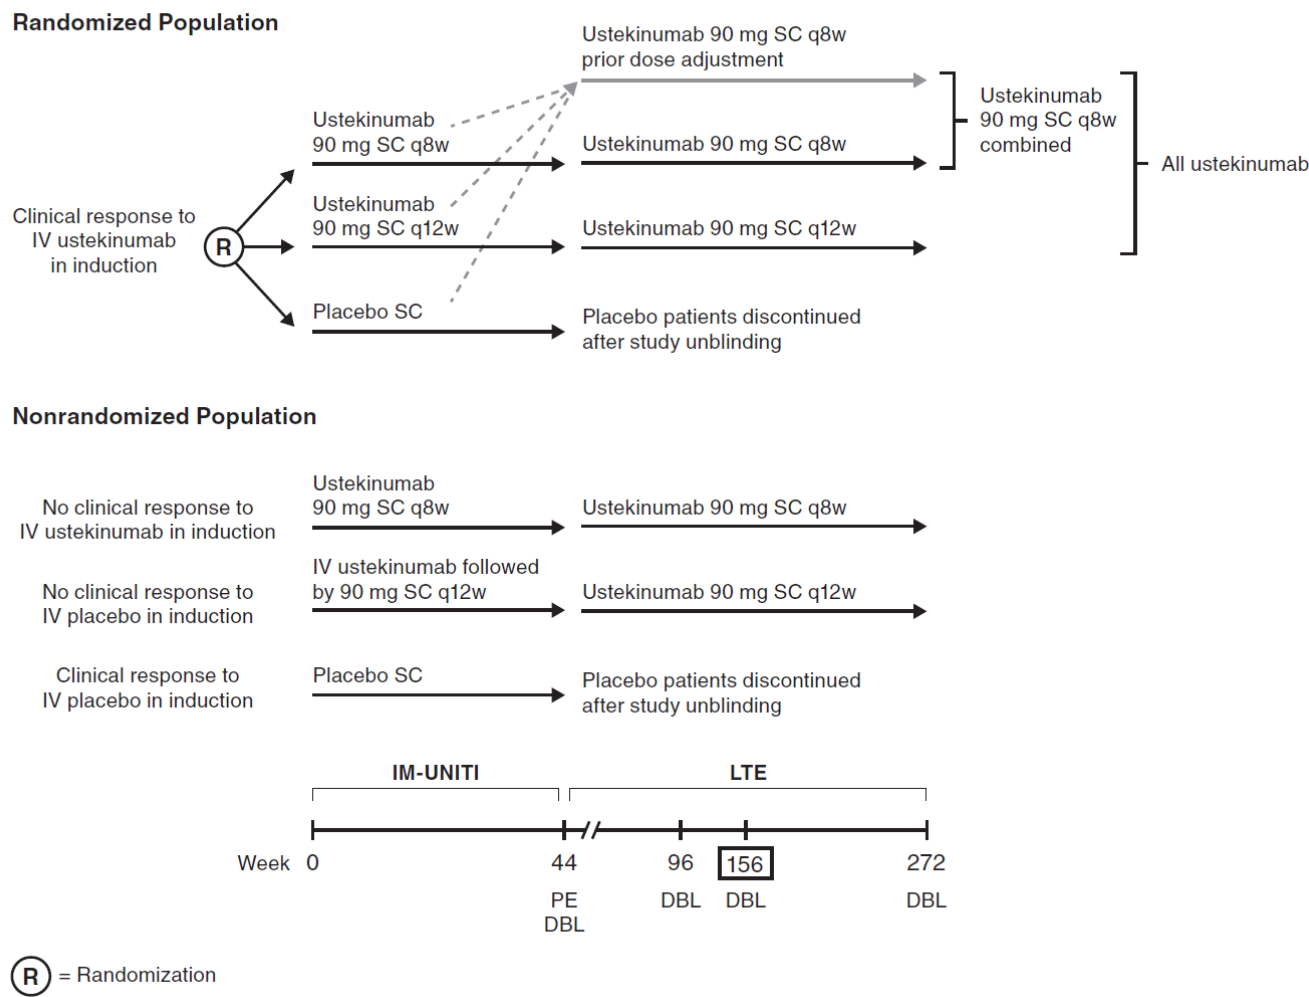 Randomized Population
Ustekinumab 90 mg SC q8w
prior dose adjustment
Ustekinumab
90 mg SC q8w
combined
All ustekinumab
Ustekinumab
90 mg SC q8w
Ustekinumab 90 mg SC q8w
Clinical response to
IV ustekinumab
in induction
R
Ustekinumab
90 mg SC q12w
Ustekinumab 90 mg SC q12w
Placebo SC
Placebo patients discontinued
after study unblinding
Nonrandomized Population
No clinical response to
IV ustekinumab in induction
Ustekinumab
90 mg SC q8w
Ustekinumab 90 mg SC q8w
No clinical response to
IV placebo in induction
IV ustekinumab followed
by 90 mg SC q12w
Ustekinumab 90 mg SC q12w
Clinical response to
IV placebo in induction
Placebo SC
Placebo patients discontinued
after study unblinding
IM-UNITI LTE
Week 0 44 96 156 272
PE DBL DBL DBL
DBL
R = Randomization